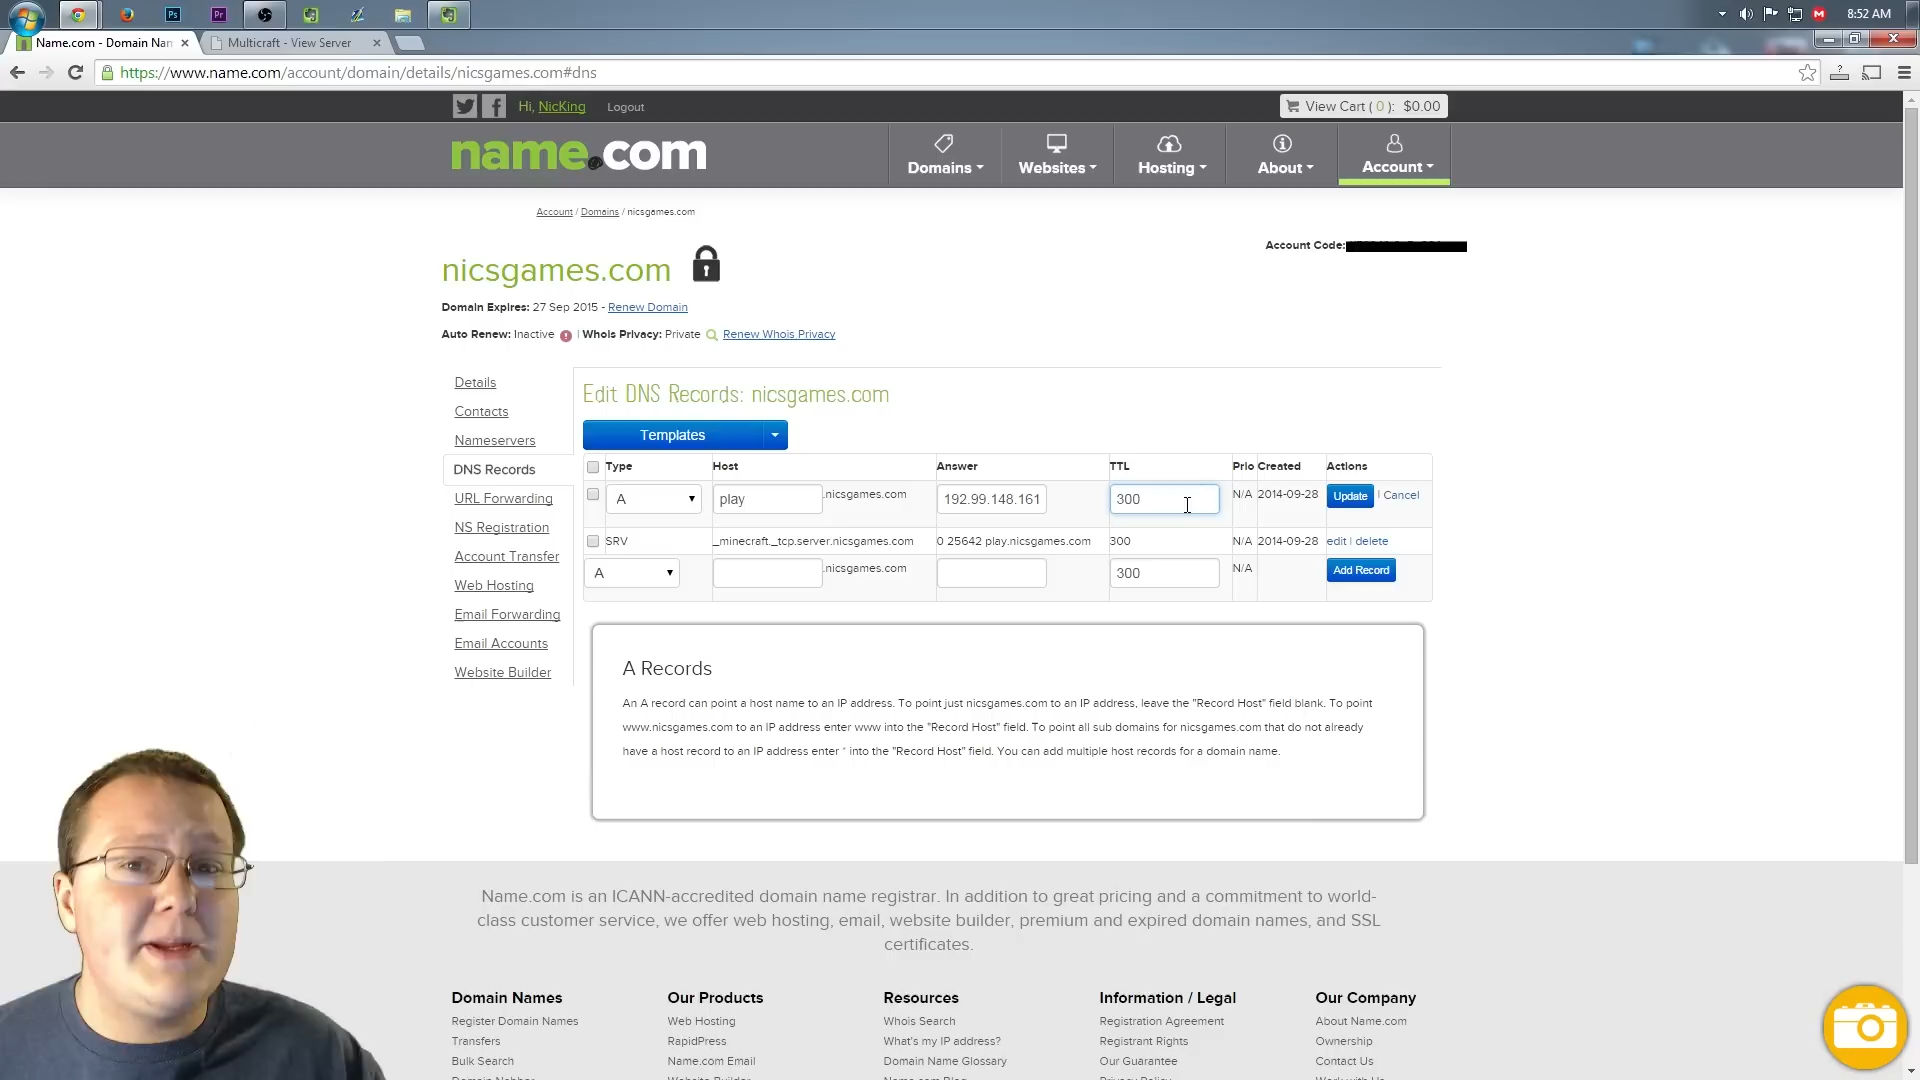 8:52 AM
Name.com - Domain Nan
Multicraft - View Server
https://www.name.com/account/domain/details/nicsgames.com#dns
Hi, NicKing
Logout
View Cart ( 0 ): $0.00
name.com
Domains
Websites
Hosting
About
Account
Account / Domains / nicsgames.com
Account Code:
nicsgames.com
Domain Expires: 27 Sep 2015 - Renew Domain
Auto Renew: Inactive | Whois Privacy: Private Renew Whois Privacy
Details
Contacts
Nameservers
DNS Records
URL Forwarding
NS Registration
Account Transfer
Web Hosting
Email Forwarding
Email Accounts
Website Builder
Edit DNS Records: nicsgames.com
Templates
Type Host Answer TTL Prio Created Actions
A play .nicsgames.com 192.99.148.161 300 N/A 2014-09-28 Update | Cancel
SRV _minecraft._tcp.server.nicsgames.com 0 25642 play.nicsgames.com 300 N/A 2014-09-28 edit | delete
A .nicsgames.com 300 N/A Add Record
A Records
An A record can point a host name to an IP address. To point just nicsgames.com to an IP address, leave the "Record Host" field blank. To point
www.nicsgames.com to an IP address enter www into the "Record Host" field. To point all sub domains for nicsgames.com that do not already
have a host record to an IP address enter * into the "Record Host" field. You can add multiple host records for a domain name.
Name.com is an ICANN-accredited domain name registrar. In addition to great pricing and a commitment to world-
class customer service, we offer web hosting, email, website builder, premium and expired domain names, and SSL
certificates.
Domain Names
Register Domain Names
Transfers
Bulk Search
Our Products
Web Hosting
RapidPress
Name.com Email
Resources
Whois Search
What's my IP address?
Domain Name Glossary
Information / Legal
Registration Agreement
Registrant Rights
Our Guarantee
Our Company
About Name.com
Ownership
Contact Us